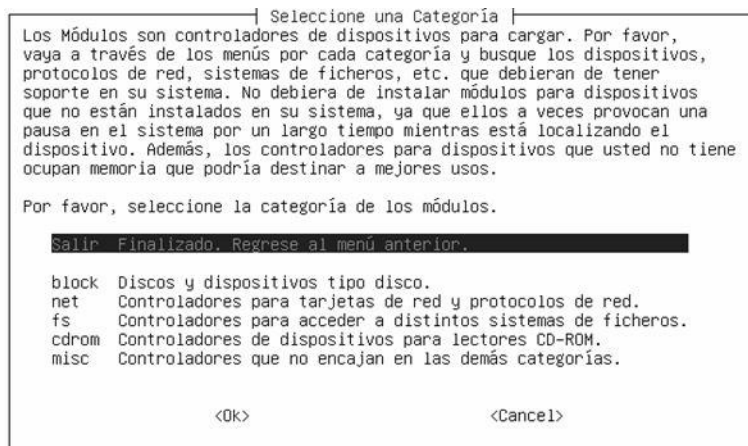 Seleccione una Categoría
Los Módulos son controladores de dispositivos para cargar. Por favor,
vaya a través de los menús por cada categoría y busque los dispositivos,
protocolos de red, sistemas de ficheros, etc. que debieran de tener
soporte en su sistema. No debiera de instalar módulos para dispositivos
que no están instalados en su sistema, ya que ellos a veces provocan una
pausa en el sistema por un largo tiempo mientras está localizando el
dispositivo. Además, los controladores para dispositivos que usted no tiene
ocupan memoria que podría destinar a mejores usos.
Por favor, seleccione la categoría de los módulos.
Salir Finalizado. Regrese al menú anterior.
block Discos y dispositivos tipo disco.
net Controladores para tarjetas de red y protocolos de red.
fs Controladores para acceder a distintos sistemas de ficheros.
cdrom Controladores de dispositivos para lectores CD-ROM.
misc Controladores que no encajan en las demás categorías.
<Ok> <Cancel>